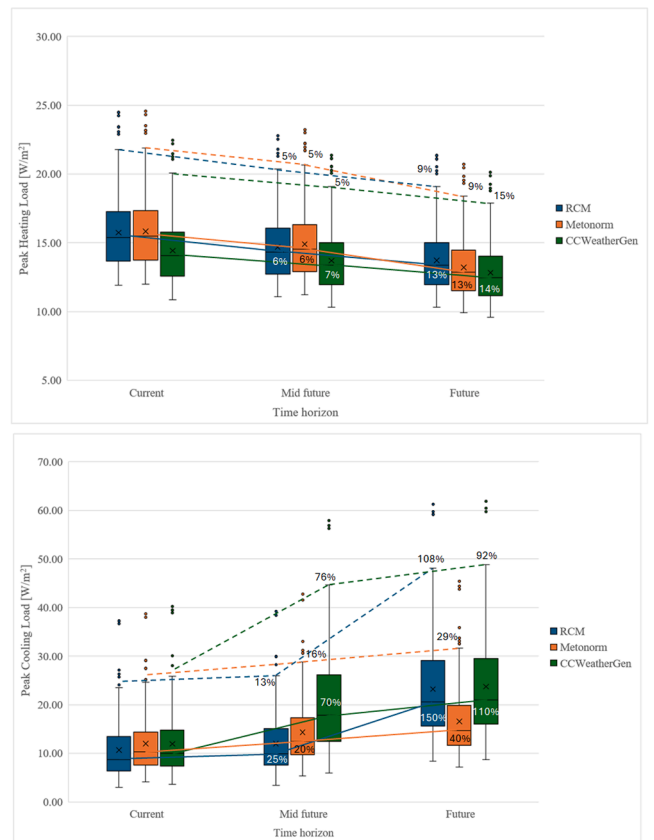 30.00
25.00
20.00
15.00
10.00
5.00
Peak Heating Load [W/m²]
5%
5%
5%
9%
9%
15%
6%
6%
7%
13%
13%
14%
RCM
Metonorm
CCWeatherGen
Current
Mid future
Future
Time horizon
70.00
60.00
50.00
40.00
30.00
20.00
10.00
0.00
Peak Cooling Load [W/m²]
76%
108%
92%
16%
29%
13%
70%
20%
25%
150%
110%
40%
RCM
Metonorm
CCWeatherGen
Current
Mid future
Future
Time horizon